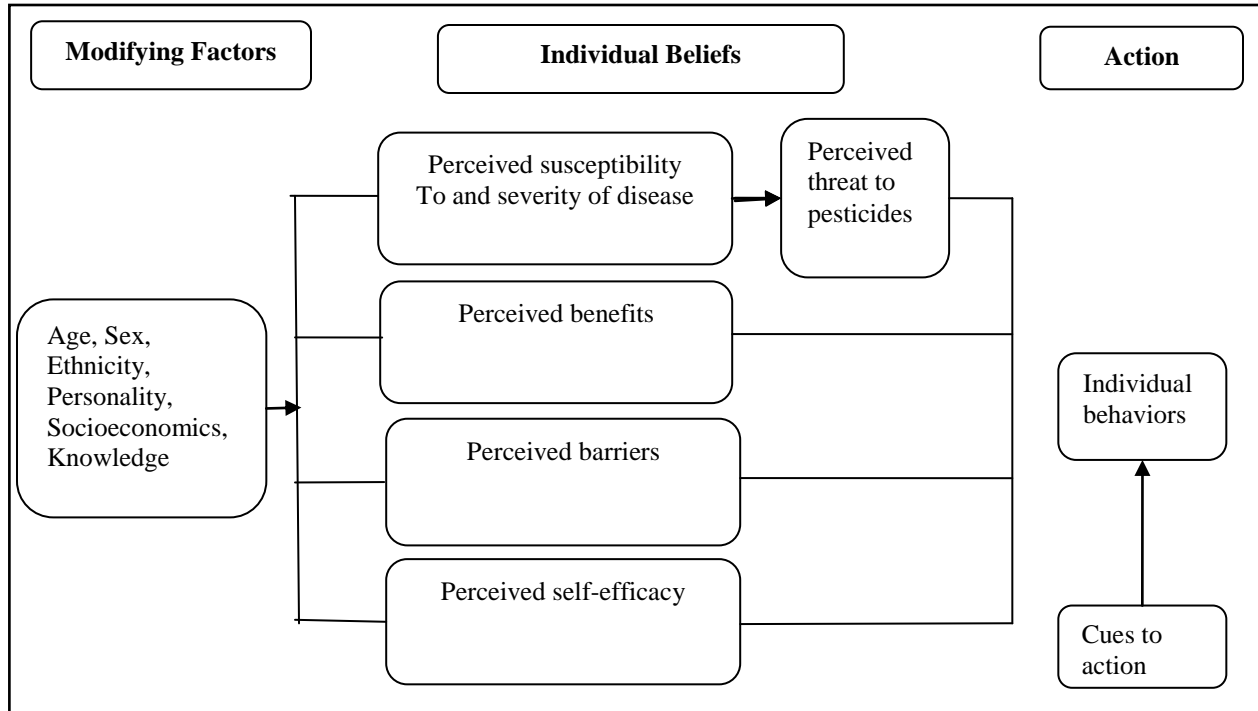 Modifying Factors
Individual Beliefs
Action
Perceived susceptibility
To and severity of disease
Perceived
threat to
pesticides
Perceived benefits
Age, Sex,
Ethnicity,
Personality,
Socioeconomics,
Knowledge
Perceived barriers
Perceived self-efficacy
Individual
behaviors
Cues to
action